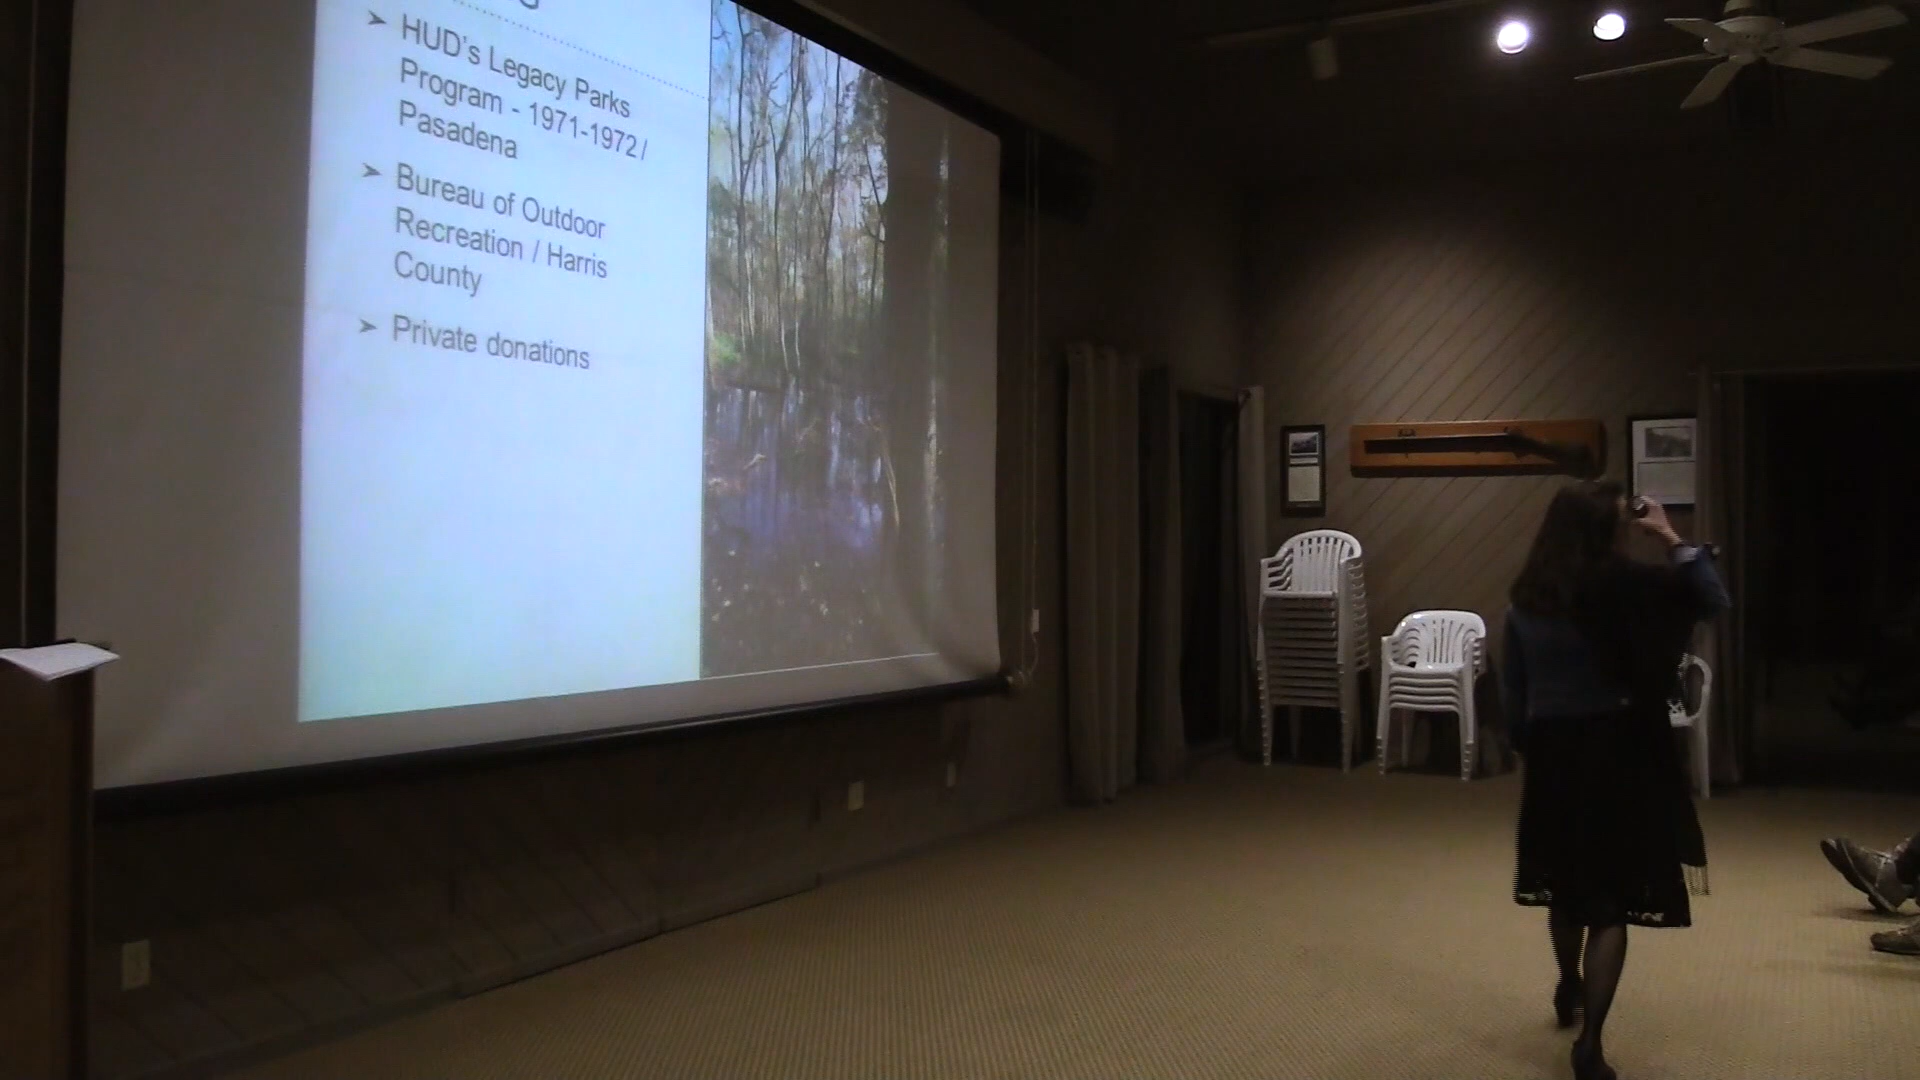 ➤ HUD's Legacy Parks
Program - 1971-1972 /
Pasadena
➤ Bureau of Outdoor
Recreation / Harris
County
➤ Private donations